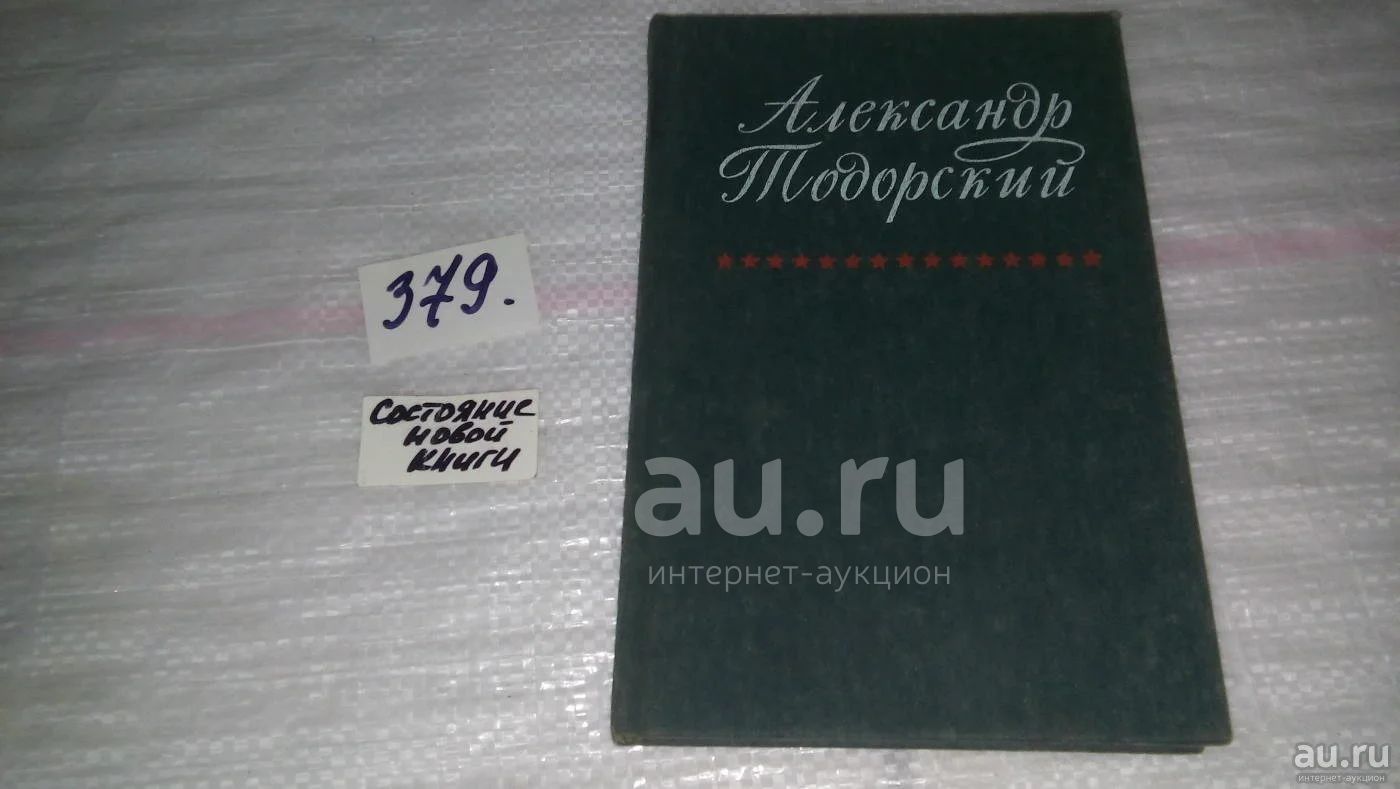 Александр
Тодорский
379.
Состояние
новой
книги
au.ru
интернет-аукцион
au.ru
интернет-аукцион